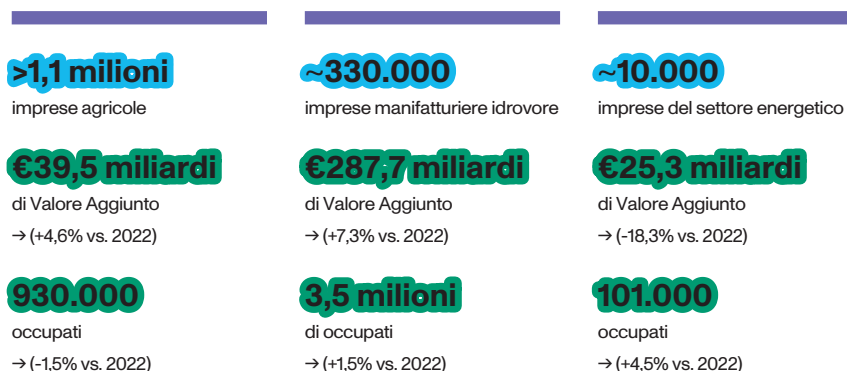 >1,1 milioni
imprese agricole
€39,5 miliardi
di Valore Aggiunto
→ (+4,6% vs. 2022)
930.000
occupati
→ (-1,5% vs. 2022)
~330.000
imprese manifatturiere idrovore
€287,7 miliardi
di Valore Aggiunto
→ (+7,3% vs. 2022)
3,5 milioni
di occupati
→ (+1,5% vs. 2022)
~10.000
imprese del settore energetico
€25,3 miliardi
di Valore Aggiunto
→ (-18,3% vs. 2022)
101.000
occupati
→ (+4,5% vs. 2022)